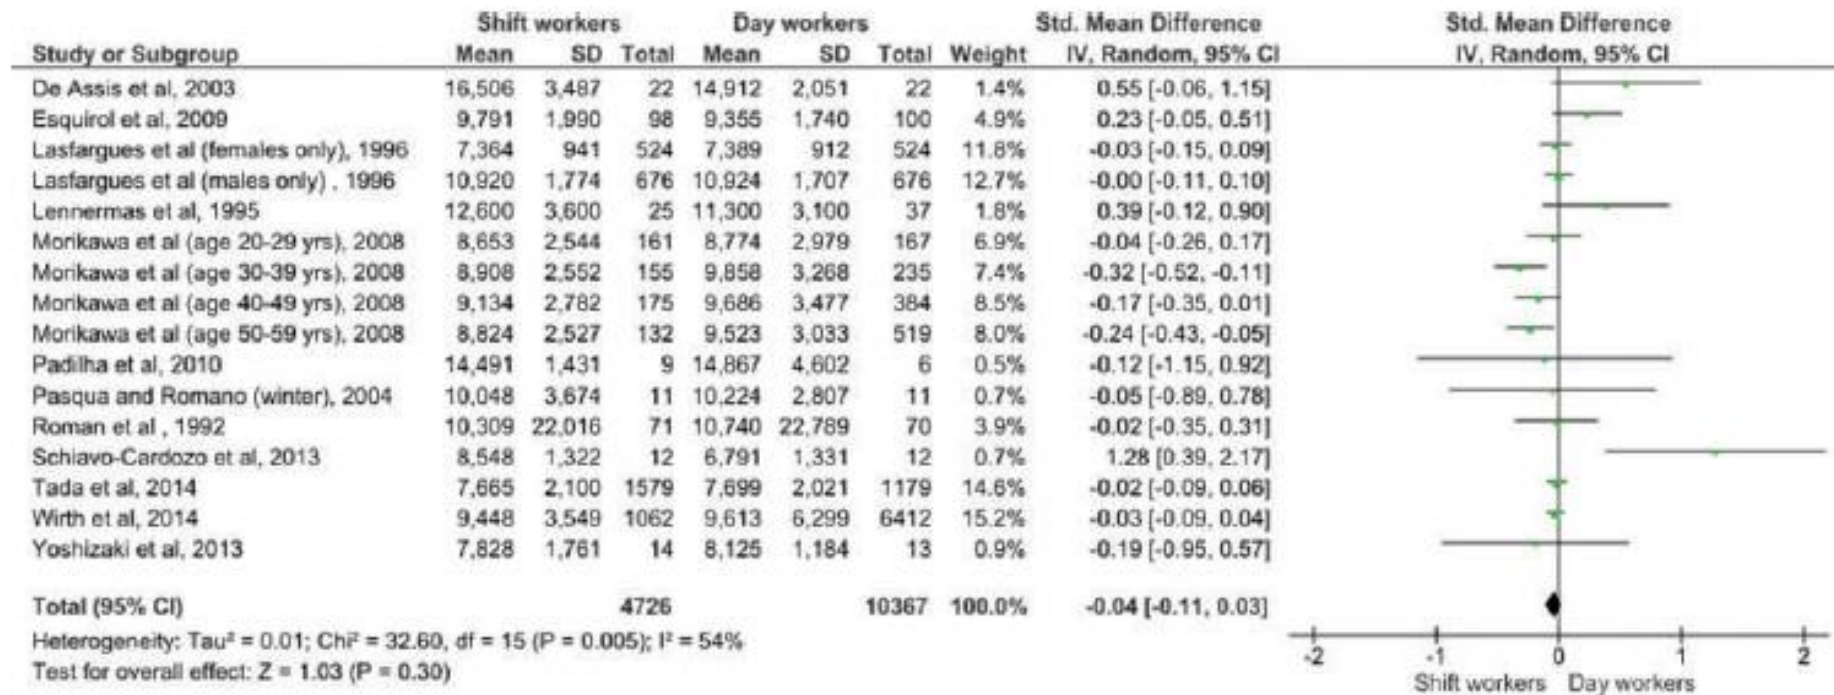 Shift workers Day workers Std. Mean Difference Std. Mean Difference
Study or Subgroup Mean SD Total Mean SD Total Weight IV, Random, 95% CI IV, Random, 95% CI
De Assis et al, 2003 16,506 3,487 22 14,912 2,051 22 1.4% 0.55 [-0.06, 1.15]
Esquirol et al, 2009 9,791 1,990 98 9,355 1,740 100 4.9% 0.23 [-0.05, 0.51]
Lasfargues et al (females only), 1996 7,364 941 524 7,389 912 524 11.8% -0.03 [-0.15, 0.09]
Lasfargues et al (males only) , 1996 10,920 1,774 676 10,924 1,707 676 12.7% -0.00 [-0.11, 0.10]
Lennermas et al, 1995 12,600 3,600 25 11,300 3,100 37 1.8% 0.39 [-0.12, 0.90]
Morikawa et al (age 20-29 yrs), 2008 8,653 2,544 161 8,774 2,979 167 6.9% -0.04 [-0.26, 0.17]
Morikawa et al (age 30-39 yrs), 2008 8,908 2,552 155 9,858 3,268 235 7.4% -0.32 [-0.52, -0.11]
Morikawa et al (age 40-49 yrs), 2008 9,134 2,782 175 9,686 3,477 384 8.5% -0.17 [-0.35, 0.01]
Morikawa et al (age 50-59 yrs), 2008 8,824 2,527 132 9,523 3,033 519 8.0% -0.24 [-0.43, -0.05]
Padilha et al, 2010 14,491 1,431 9 14,867 4,602 6 0.5% -0.12 [-1.15, 0.92]
Pasqua and Romano (winter), 2004 10,048 3,674 11 10,224 2,807 11 0.7% -0.05 [-0.89, 0.78]
Roman et al , 1992 10,309 22,016 71 10,740 22,789 70 3.9% -0.02 [-0.35, 0.31]
Schiavo-Cardozo et al, 2013 8,548 1,322 12 6,791 1,331 12 0.7% 1.28 [0.39, 2.17]
Tada et al, 2014 7,665 2,100 1579 7,699 2,021 1179 14.6% -0.02 [-0.09, 0.06]
Wirth et al, 2014 9,448 3,549 1062 9,613 6,299 6412 15.2% -0.03 [-0.09, 0.04]
Yoshizaki et al, 2013 7,828 1,761 14 8,125 1,184 13 0.9% -0.19 [-0.95, 0.57]
Total (95% CI) 4726 10367 100.0% -0.04 [-0.11, 0.03]
Heterogeneity: Tau² = 0.01; Chi² = 32.60, df = 15 (P = 0.005); I² = 54%
Test for overall effect: Z = 1.03 (P = 0.30)
-2 -1 0 1 2
Shift workers Day workers